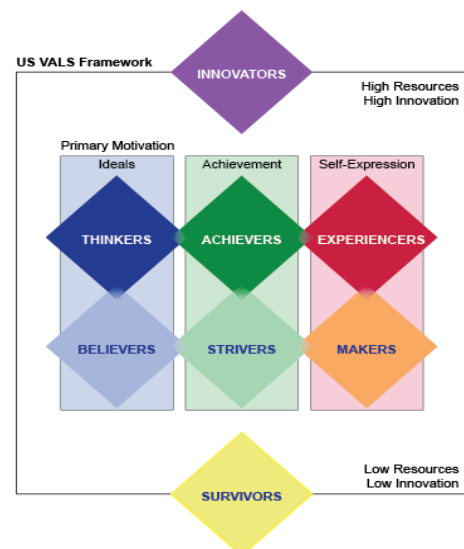 US VALS Framework
INNOVATORS
High Resources
High Innovation
Primary Motivation
Ideals
Achievement
Self-Expression
THINKERS
ACHIEVERS
EXPERIENCERS
BELIEVERS
STRIVERS
MAKERS
Low Resources
Low Innovation
SURVIVORS